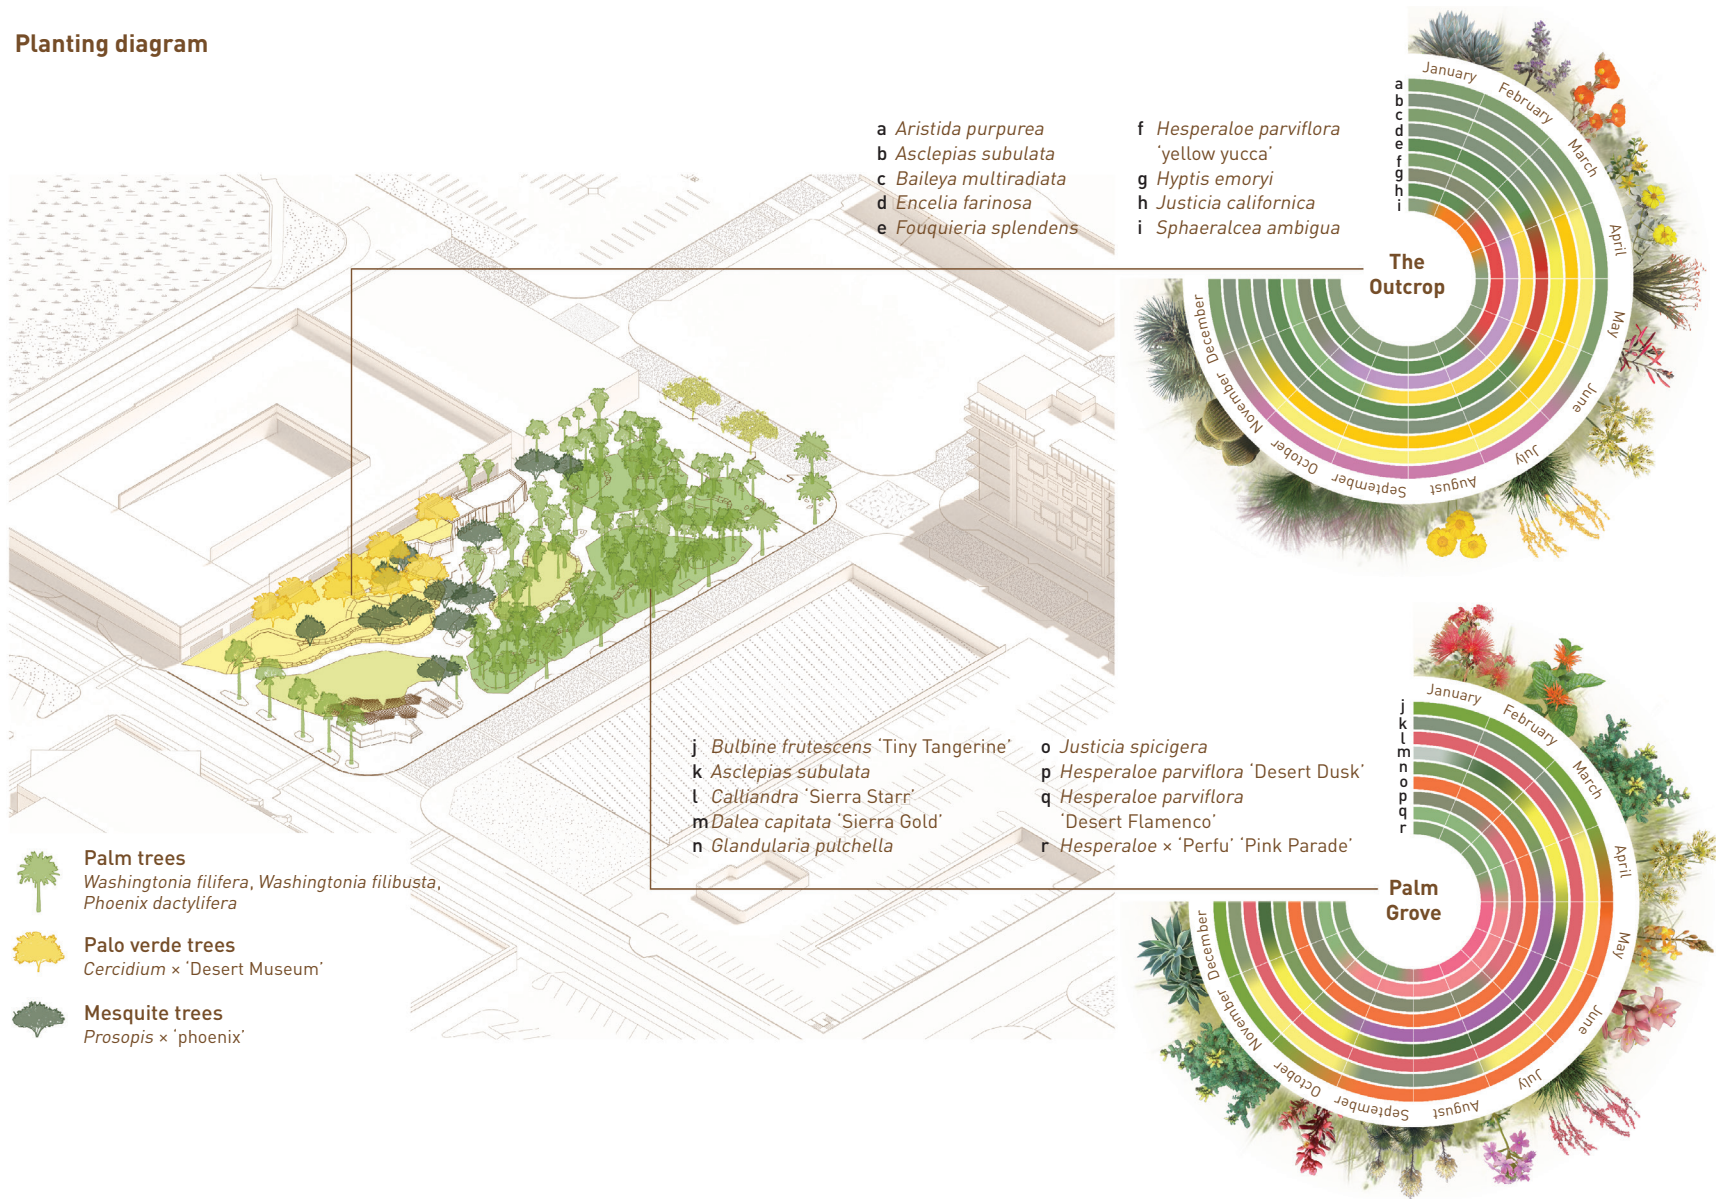 Planting diagram
a Aristida purpurea
b Asclepias subulata
c Baileya multiradiata
d Encelia farinosa
e Fouquieria splendens
f Hesperaloe parviflora
‘yellow yucca’
g Hyptis emoryi
h Justicia californica
i Sphaeralcea ambigua
a
b
c
d
e
f
g
h
i
January
February
March
April
May
June
July
August
September
October
November
December
The
Outcrop
j Bulbine frutescens ‘Tiny Tangerine’
k Asclepias subulata
l Calliandra ‘Sierra Starr’
m Dalea capitata ‘Sierra Gold’
n Glandularia pulchella
o Justicia spicigera
p Hesperaloe parviflora ‘Desert Dusk’
q Hesperaloe parviflora
‘Desert Flamenco’
r Hesperaloe × ‘Perfu’ ‘Pink Parade’
j
k
l
m
n
o
p
q
r
January
February
March
April
May
June
July
August
September
October
November
December
Palm
Grove
Palm trees
Washingtonia filifera, Washingtonia filibusta,
Phoenix dactylifera
Palo verde trees
Cercidium × ‘Desert Museum’
Mesquite trees
Prosopis × ‘phoenix’